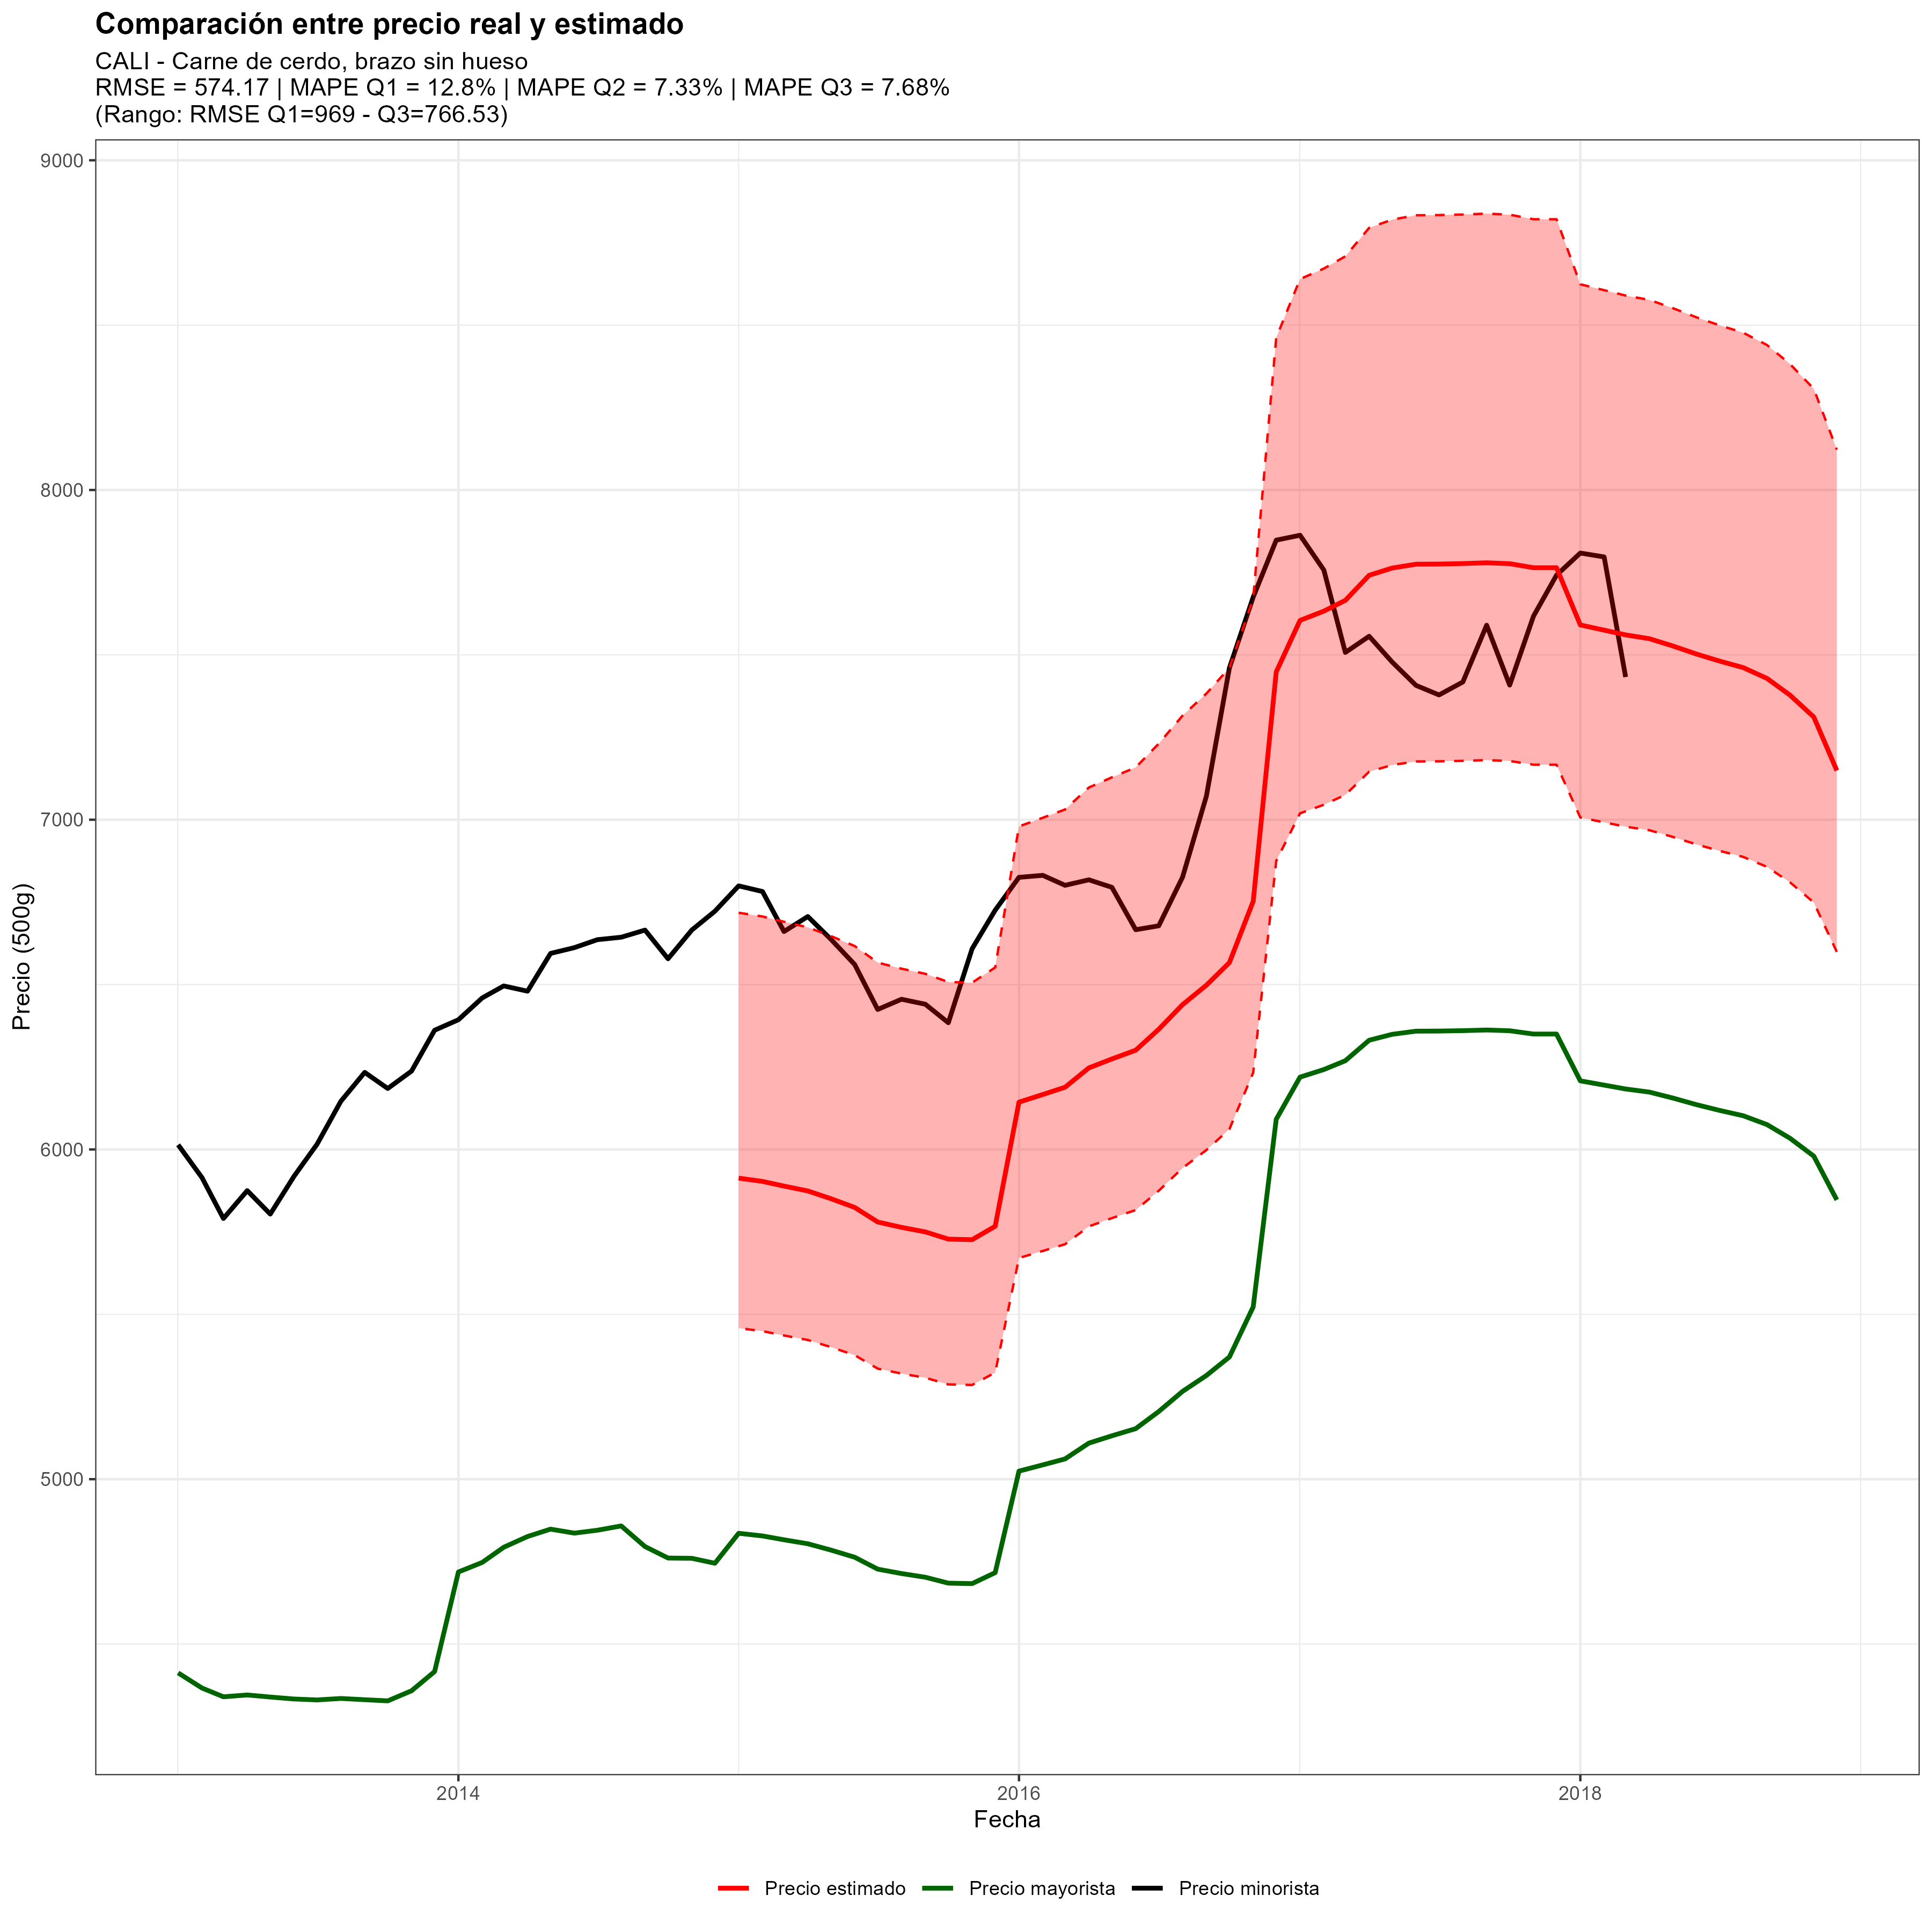 Comparación entre precio real y estimado
CALI - Carne de cerdo, brazo sin hueso
RMSE = 574.17 | MAPE Q1 = 12.8% | MAPE Q2 = 7.33% | MAPE Q3 = 7.68%
(Rango: RMSE Q1=969 - Q3=766.53)
Precio (500g)
9000
8000
7000
6000
5000
2014 2016 2018
Fecha
Precio estimado Precio mayorista Precio minorista